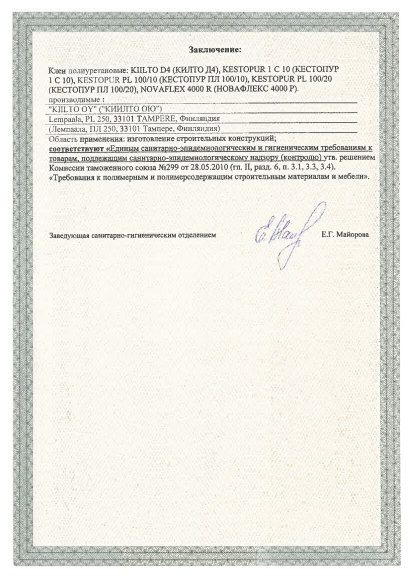 Заключение:
Клеи полиуретановые: KIILTO D4 (КИЛТО Д4), KESTOPUR 1 C 10 (КЕСТОПУР
1 С 10), KESTOPUR PL 100/10 (КЕСТОПУР ПЛ 100/10), KESTOPUR PL 100/20
(КЕСТОПУР ПЛ 100/20), NOVAFLEX 4000 R (НОВАФЛЕКС 4000 Р).
производимые :
"KIILTO OY" ("КИИЛТО ОЮ")
Lempaala, PL 250, 33101 TAMPERE, Финляндия
(Лемпаала, ПЛ 250, 33101 Тампере, Финляндия)
Область применения: изготовление строительных конструкций;
соответствуют «Единым санитарно-эпидемиологическим и гигиеническим требованиям к
товарам, подлежащим санитарно-эпидемиологическому надзору (контролю) утв. решением
Комиссии таможенного союза №299 от 28.05.2010 (гл. II, разд. 6, п. 3.1, 3.3, 3.4).
«Требования к полимерным и полимерсодержащим строительным материалам и мебели».
Заведующая санитарно-гигиеническим отделением Е.Г. Майорова